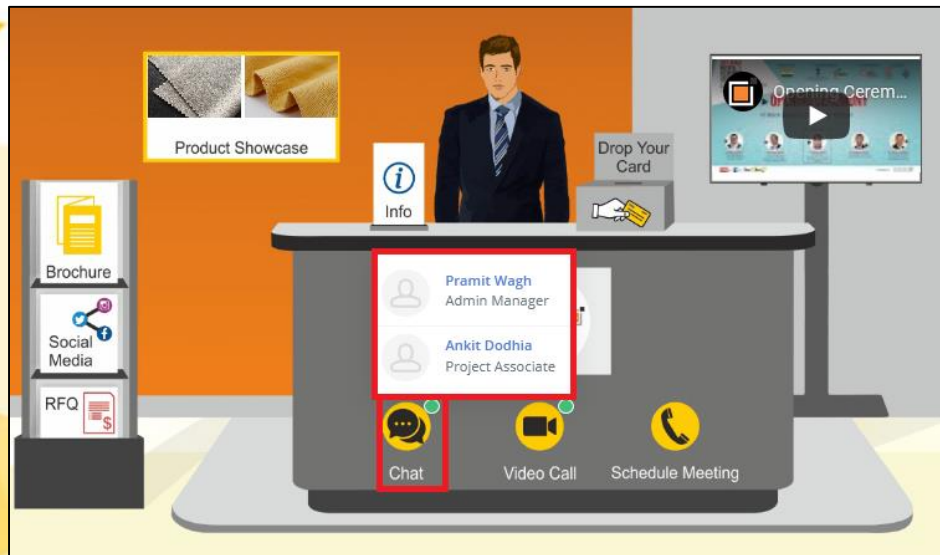 Product Showcase
Info
Drop Your
Card
Opening Cerem...
Brochure
Social
Media
RFQ
$
Pramit Wagh
Admin Manager
Ankit Dodhia
Project Associate
Chat
Video Call
Schedule Meeting